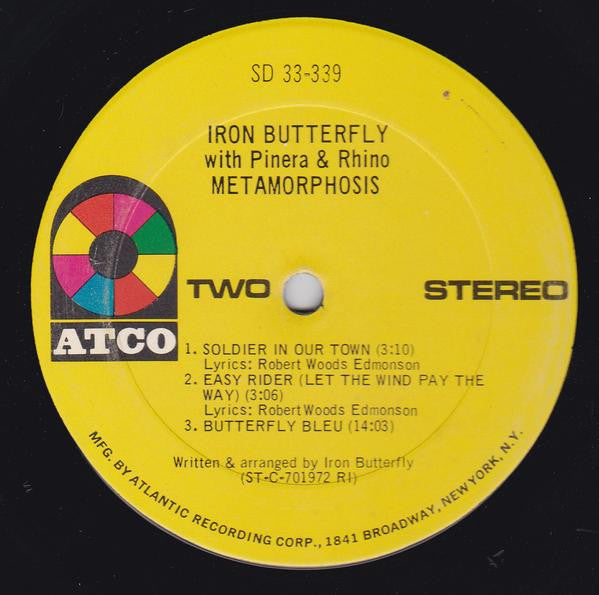 SD 33-339
IRON BUTTERFLY
with Pinera & Rhino
METAMORPHOSIS
TWO
STEREO
ATCO
1. SOLDIER IN OUR TOWN (3:10)
Lyrics: Robert Woods Edmonson
2. EASY RIDER (LET THE WIND PAY THE
WAY) (3:06)
Lyrics: Robert Woods Edmonson
3. BUTTERFLY BLEU (14:03)
Written & arranged by Iron Butterfly
(ST-C-701972 RI)
MFG. BY ATLANTIC RECORDING CORP., 1841 BROADWAY, NEW YORK, N.Y.